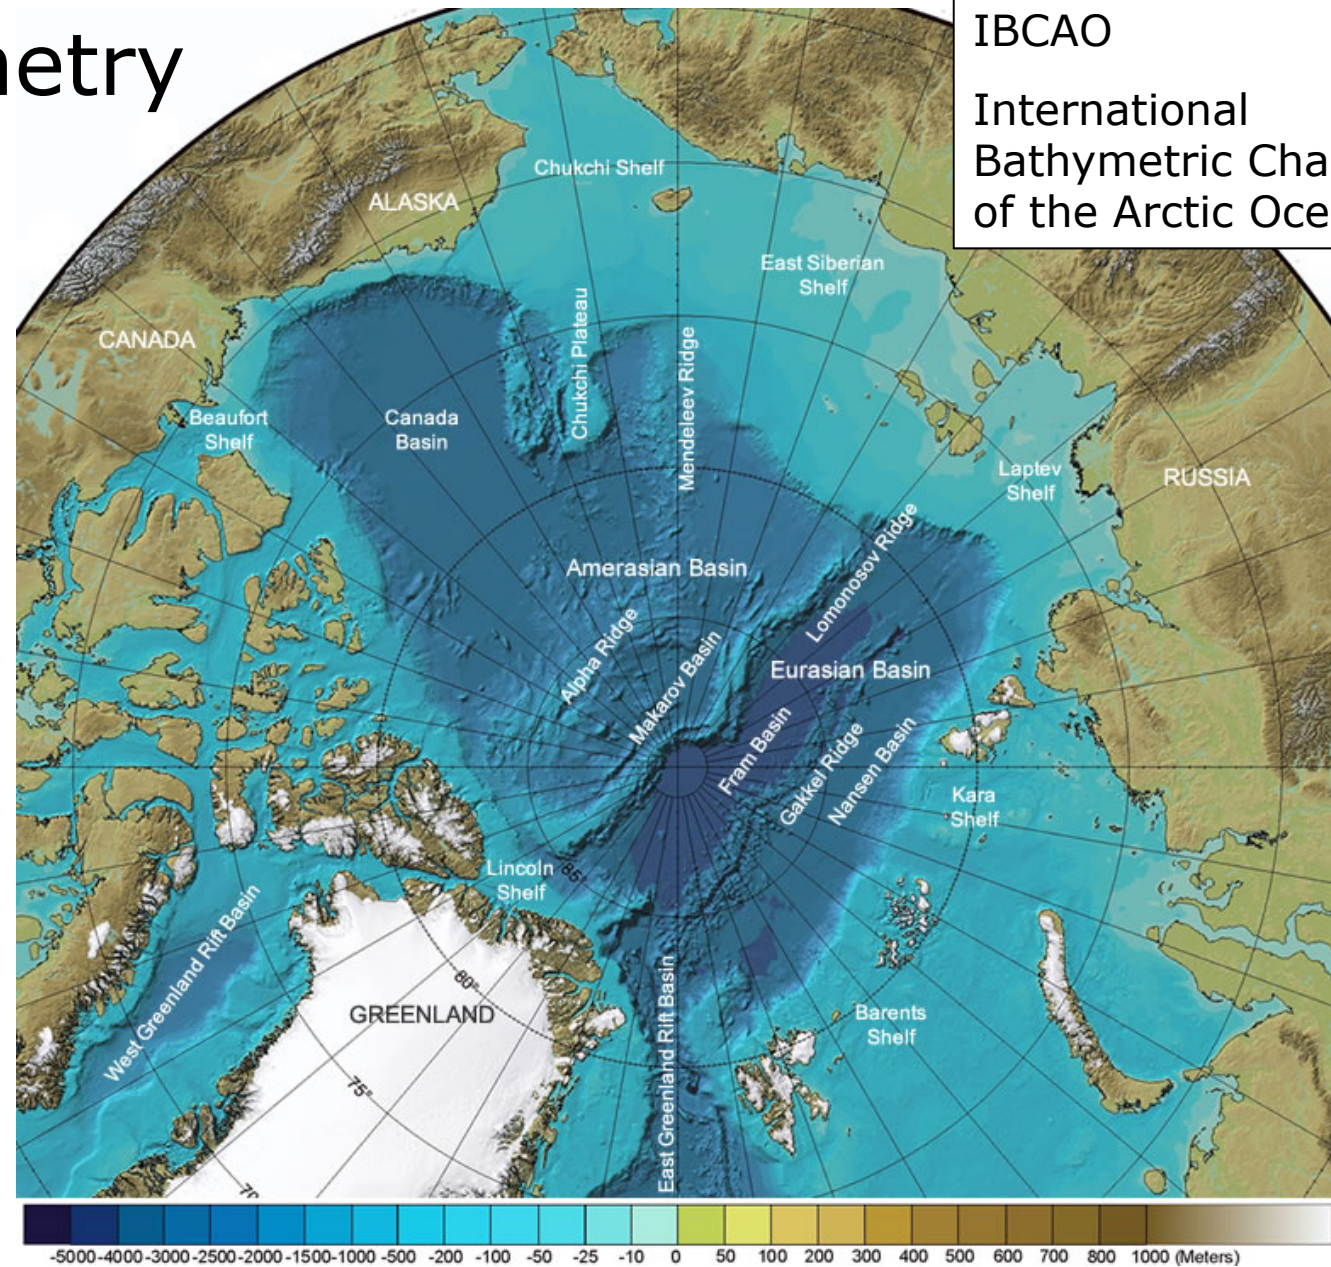 metry
IBCAO
International
Bathymetric Cha
of the Arctic Oce
Chukchi Shelf
ALASKA
East Siberian
Shelf
CANADA
Chukchi Plateau
Mendeleev Ridge
Beaufort
Shelf
Canada
Basin
Laptev
Shelf
RUSSIA
Lomonosov Ridge
Amerasian Basin
Alpha Ridge
Makarov Basin
Eurasian Basin
Fram Basin
Gakkel Ridge
Nansen Basin
Kara
Shelf
Lincoln
Shelf
85°
West Greenland Rift Basin
80°
GREENLAND
East Greenland Rift Basin
Barents
Shelf
75°
70°
-5000 -4000 -3000 -2500 -2000 -1500 -1000 -500 -200 -100 -50 -25 -10 0 50 100 200 300 400 500 600 700 800 1000 (Meters)